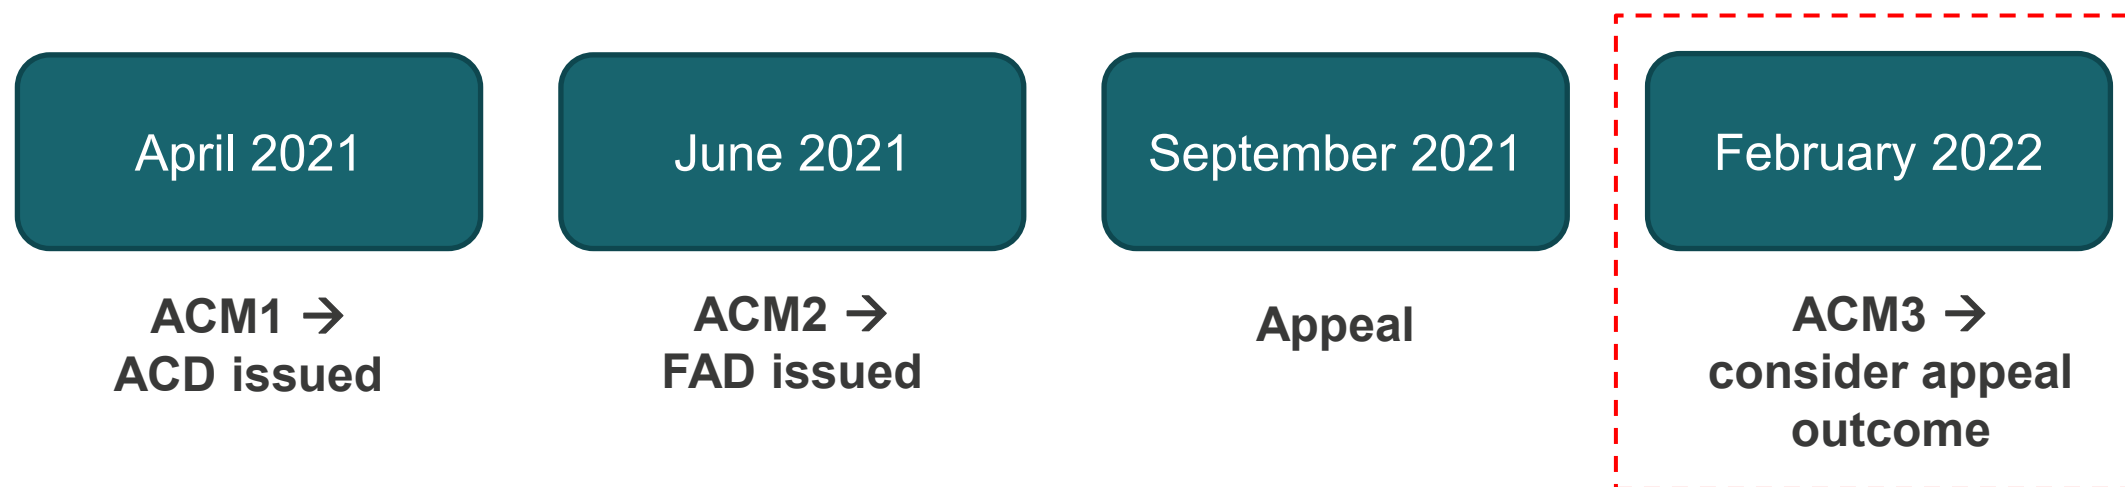 April 2021
ACM1 →
ACD issued
June 2021
ACM2 →
FAD issued
September 2021
Appeal
February 2022
ACM3 →
consider appeal
outcome